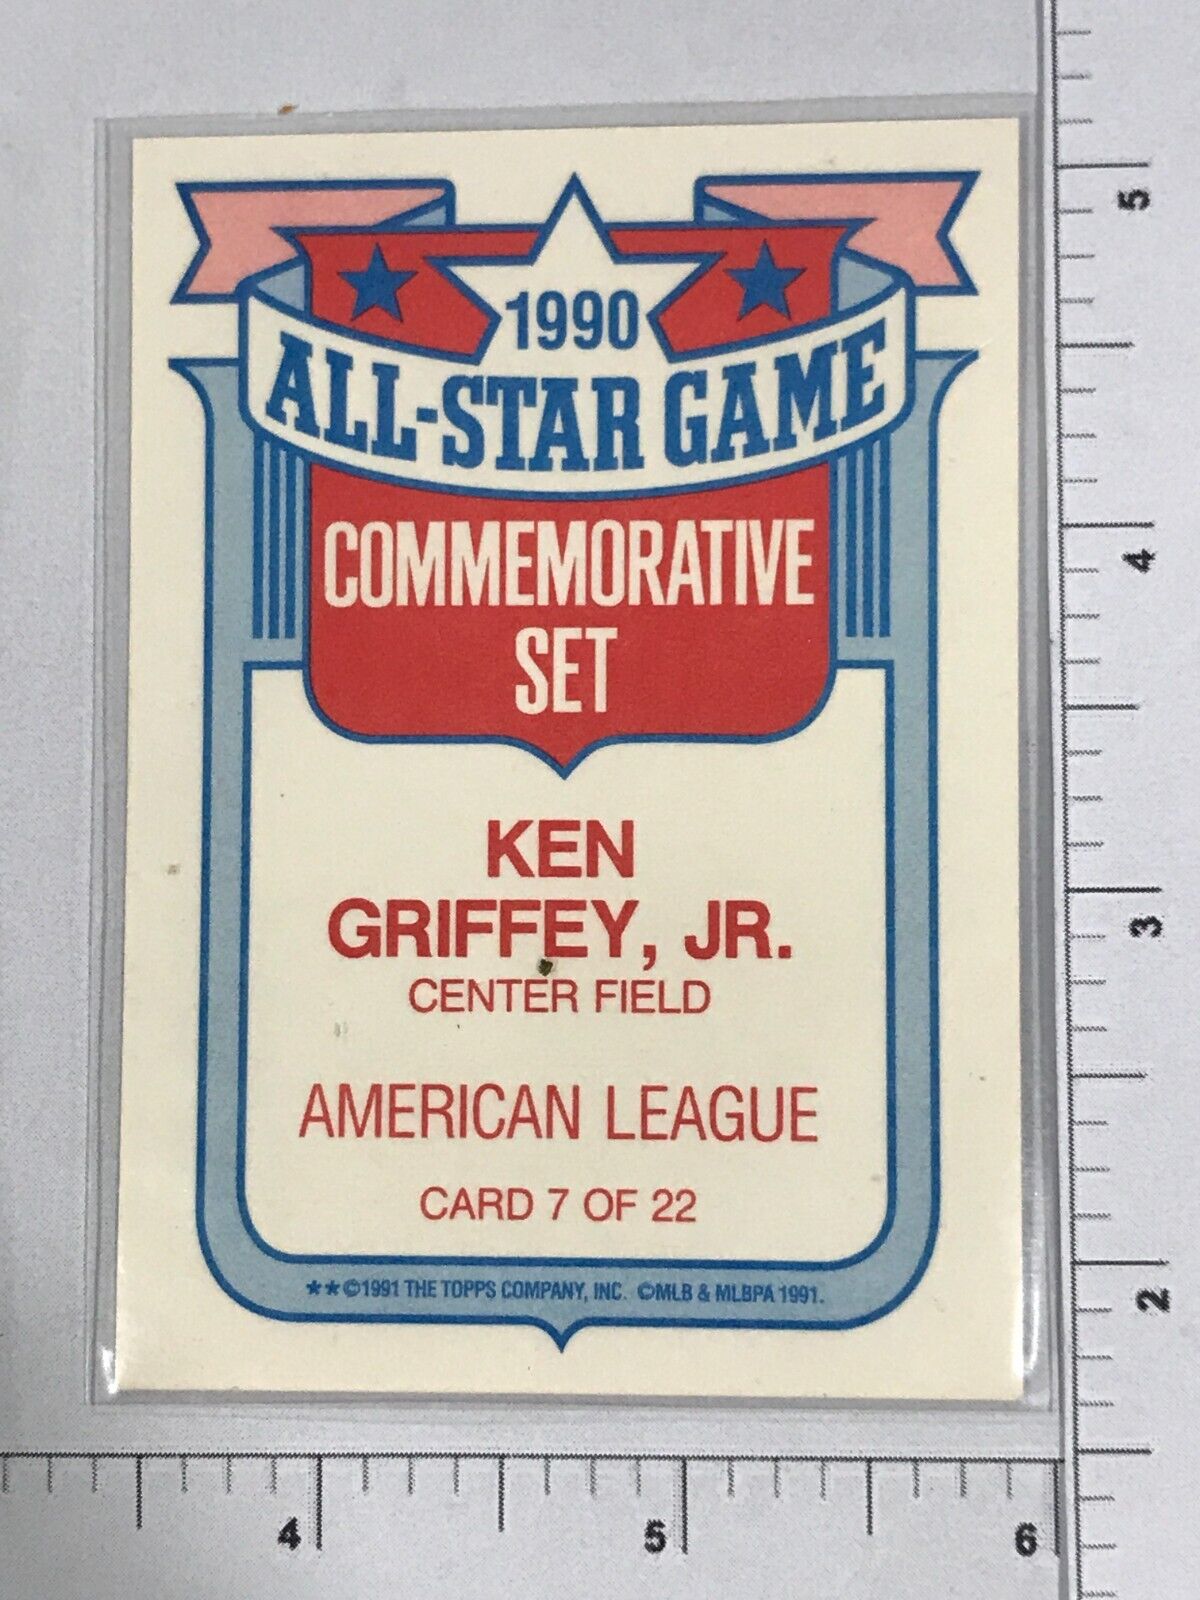 1990
ALL-STAR GAME
COMMEMORATIVE
SET
KEN
GRIFFEY, JR.
CENTER FIELD
AMERICAN LEAGUE
CARD 7 OF 22
**©1991 THE TOPPS COMPANY, INC. ©MLB & MLBPA 1991.
5
4
3
2
4 5 6